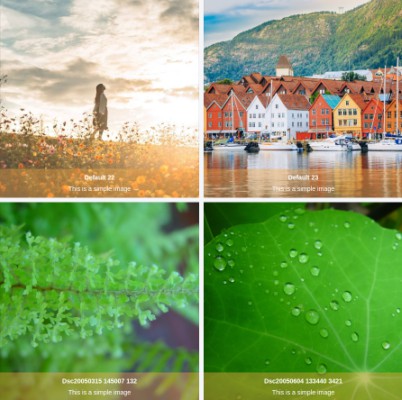 Default 22
This is a simple image
Default 23
This is a simple image
Dsc20050315 145007 132
This is a simple image
Dsc20050604 133440 3421
This is a simple image